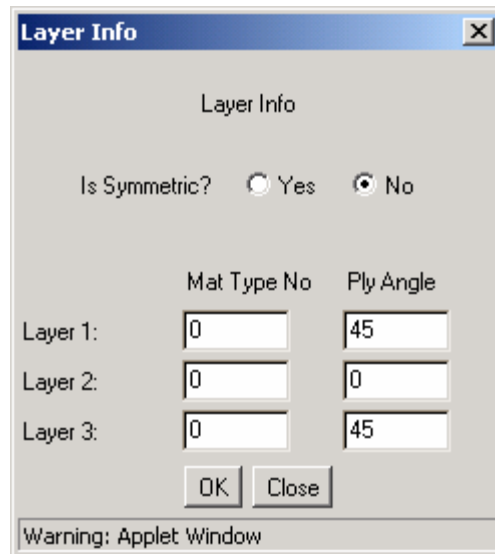 Layer Info
Layer Info
Is Symmetric? Yes No
Mat Type No Ply Angle
Layer 1: 0 45
Layer 2: 0 0
Layer 3: 0 45
OK Close
Warning: Applet Window